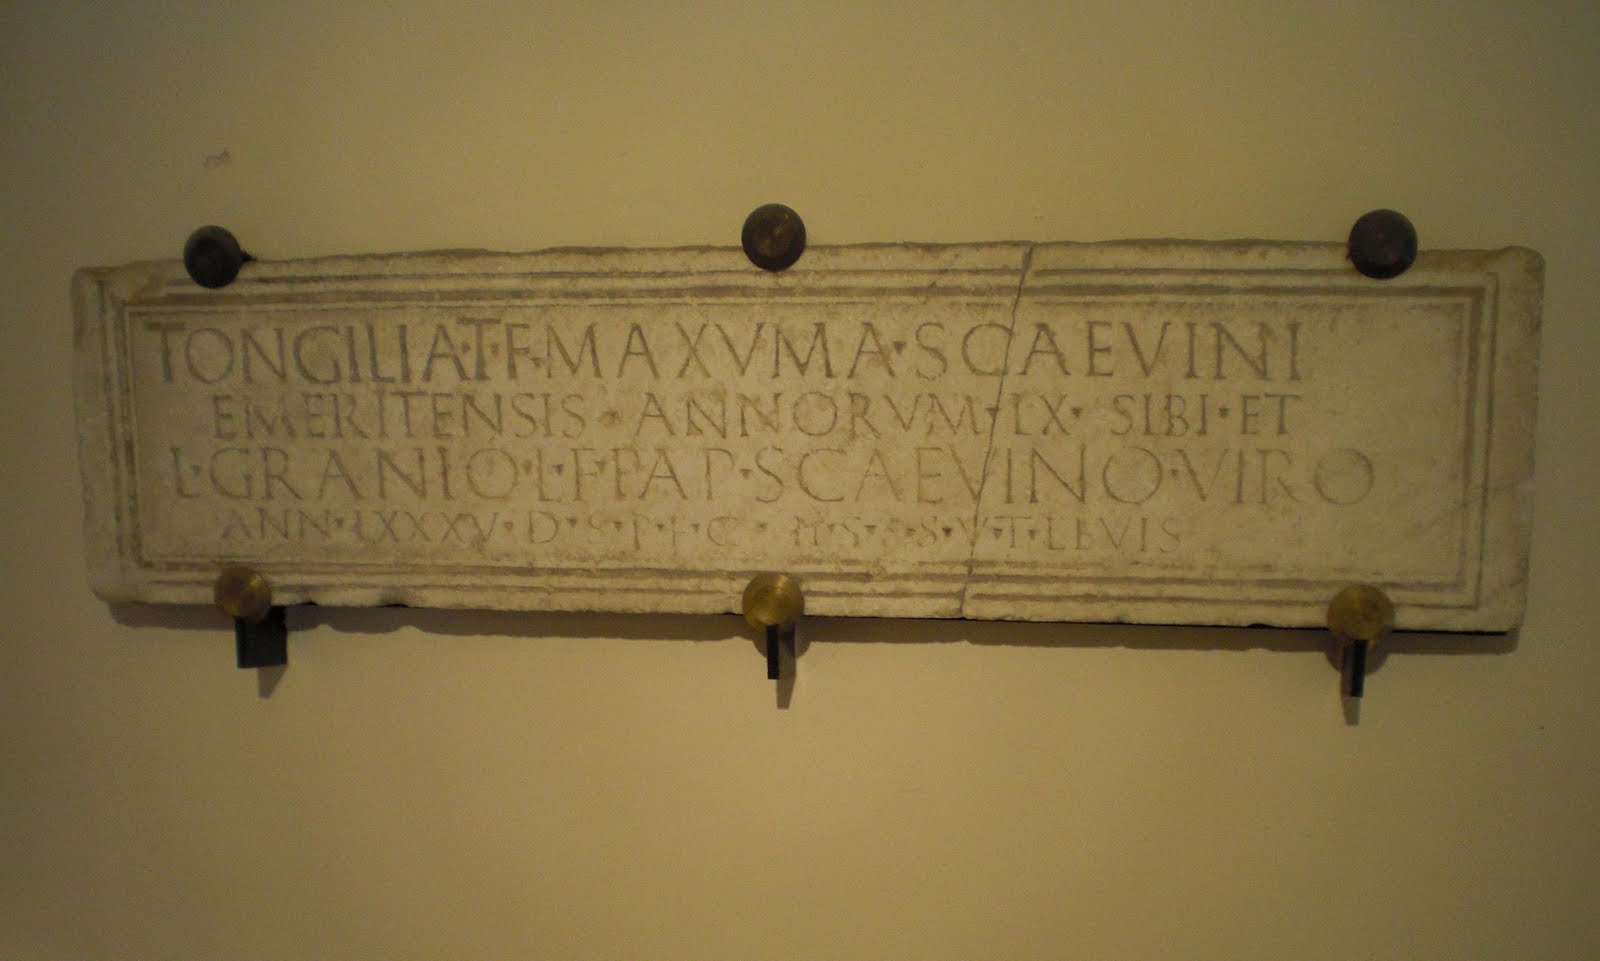 TONGILIA·T·F·MAXVMA·SCAEVINI
EMERITENSIS·ANNORVM·LX·SIBI·ET
L·GRANIO·L·F·PAP·SCAEVINO·VIRO
ANN·LXXXV·D·S·P·F·C·H·S·S·S·V·T·LEVIS